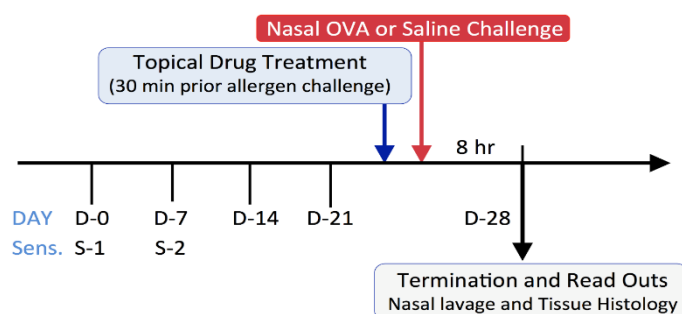 Nasal OVA or Saline Challenge
Topical Drug Treatment
(30 min prior allergen challenge)
8 hr
DAY D-0 D-7 D-14 D-21 D-28
Sens. S-1 S-2
Termination and Read Outs
Nasal lavage and Tissue Histology